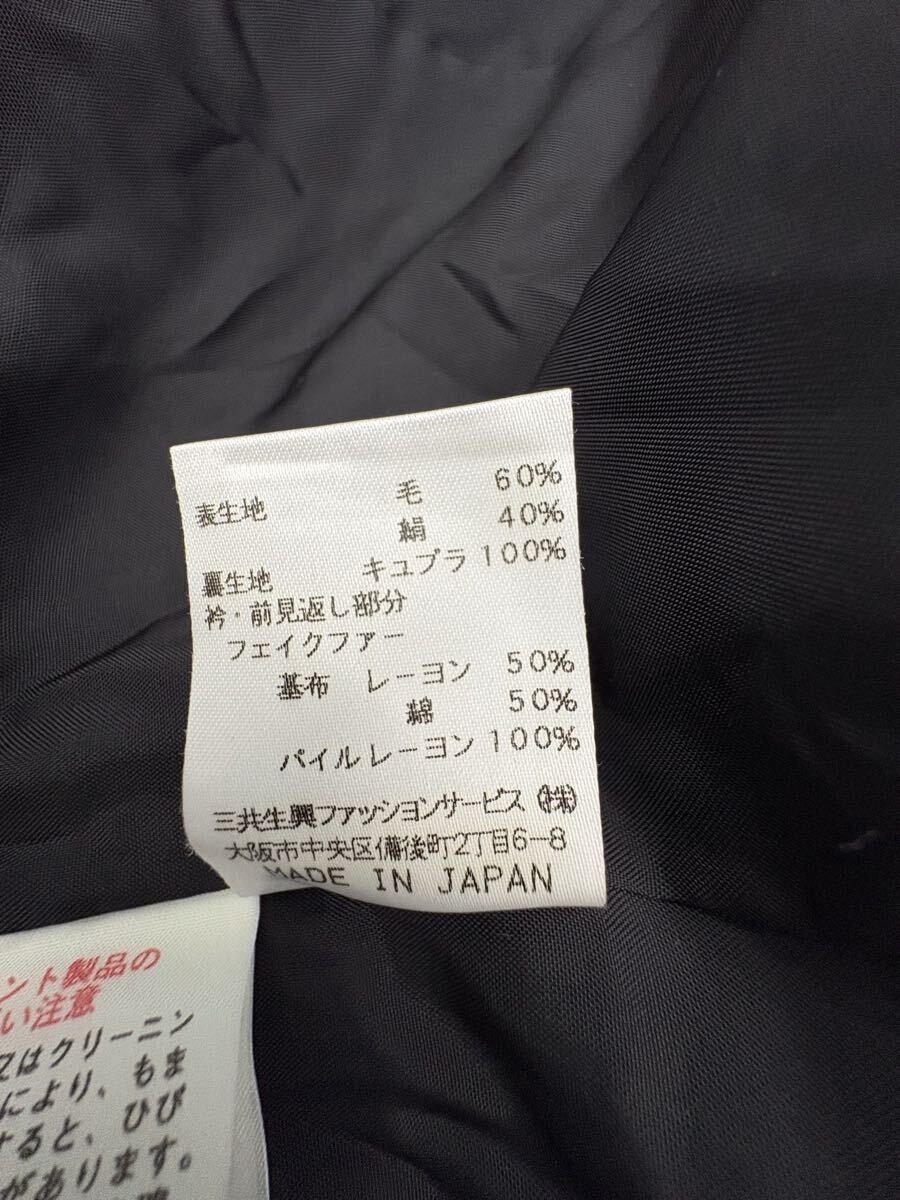 表生地 毛 60%
絹 40%
裏生地 キュプラ 100%
衿・前見返し部分
フェイクファー
基布 レーヨン 50%
綿 50%
パイルレーヨン 100%
三共生興ファッションサービス㈱
大阪市中央区備後町2丁目6-8
MADE IN JAPAN
ント製品の
い注意
はクリーニン
により、もま
すると、ひび
があります。